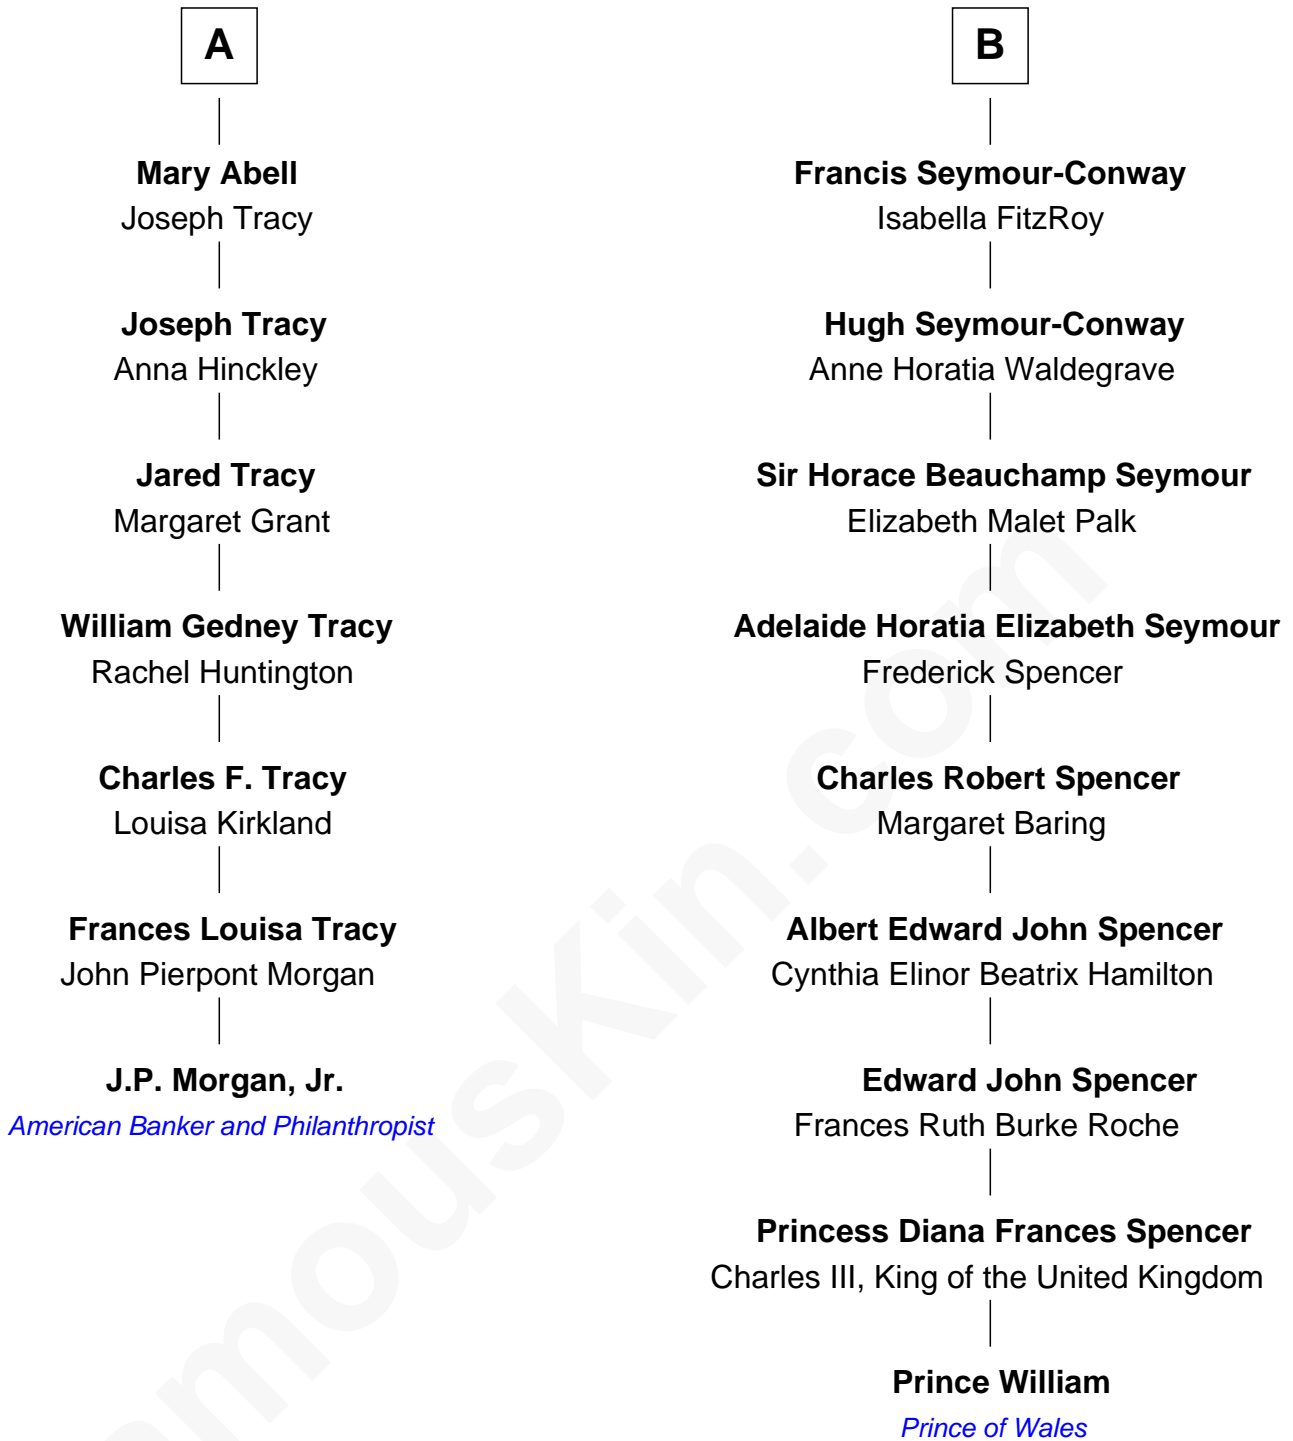 A
Mary Abell
Joseph Tracy
Joseph Tracy
Anna Hinckley
Jared Tracy
Margaret Grant
William Gedney Tracy
Rachel Huntington
Charles F. Tracy
Louisa Kirkland
Frances Louisa Tracy
John Pierpont Morgan
J.P. Morgan, Jr.
American Banker and Philanthropist
B
Francis Seymour-Conway
Isabella FitzRoy
Hugh Seymour-Conway
Anne Horatia Waldegrave
Sir Horace Beauchamp Seymour
Elizabeth Malet Palk
Adelaide Horatia Elizabeth Seymour
Frederick Spencer
Charles Robert Spencer
Margaret Baring
Albert Edward John Spencer
Cynthia Elinor Beatrix Hamilton
Edward John Spencer
Frances Ruth Burke Roche
Princess Diana Frances Spencer
Charles III, King of the United Kingdom
Prince William
Prince of Wales
mousKin.com